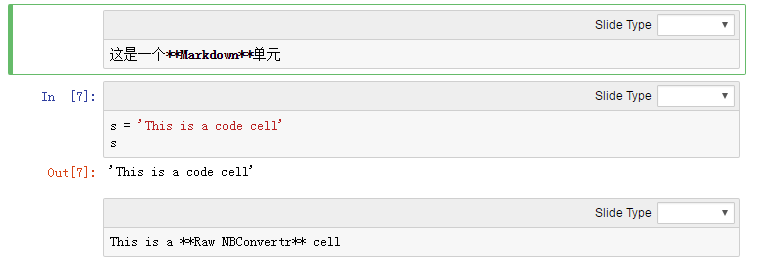 Slide Type
这是一个**Markdown**单元
In [7]:
Slide Type
s = 'This is a code cell'
s
Out[7]: 'This is a code cell'
Slide Type
This is a **Raw NBConvertr** cell